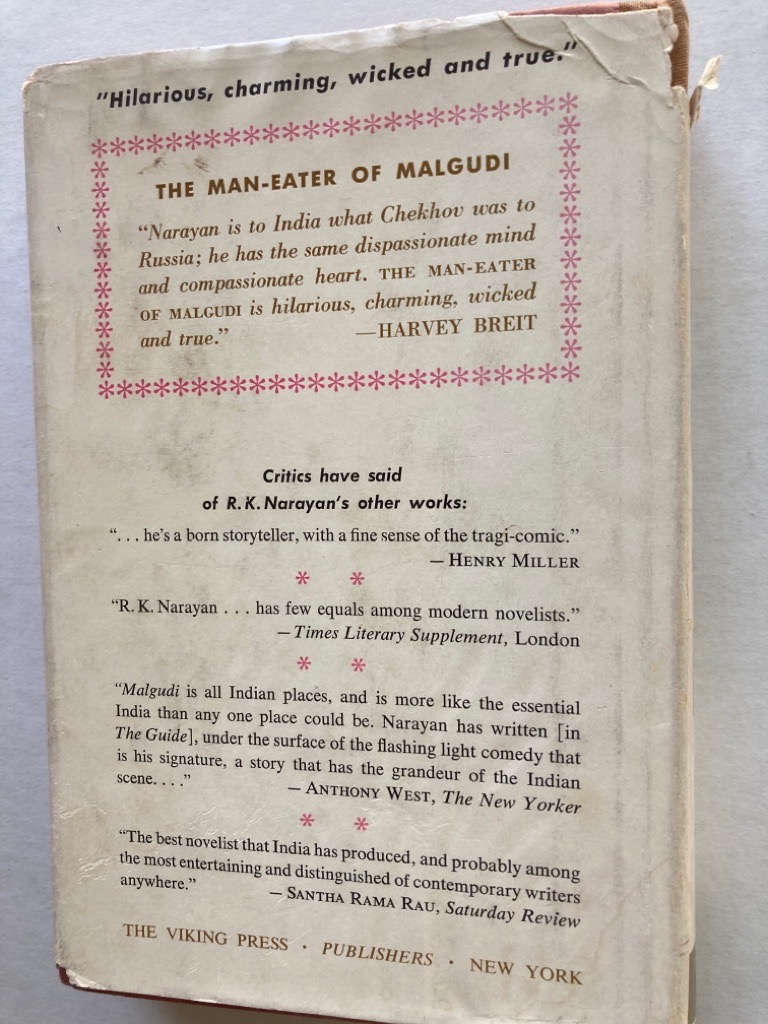 "Hilarious, charming, wicked and true."
THE MAN-EATER OF MALGUDI
"Narayan is to India what Chekhov was to
Russia; he has the same dispassionate mind
and compassionate heart. THE MAN-EATER
OF MALGUDI is hilarious, charming, wicked
and true." —HARVEY BREIT
Critics have said
of R.K. Narayan's other works:
". . . he's a born storyteller, with a fine sense of the tragi-comic."
— HENRY MILLER
* *
"R. K. Narayan . . . has few equals among modern novelists."
— Times Literary Supplement, London
* *
"Malgudi is all Indian places, and is more like the essential
India than any one place could be. Narayan has written [in
The Guide], under the surface of the flashing light comedy that
is his signature, a story that has the grandeur of the Indian
scene. . . ." — ANTHONY WEST, The New Yorker
* *
"The best novelist that India has produced, and probably among
the most entertaining and distinguished of contemporary writers
anywhere." — SANTHA RAMA RAU, Saturday Review
THE VIKING PRESS · PUBLISHERS · NEW YORK